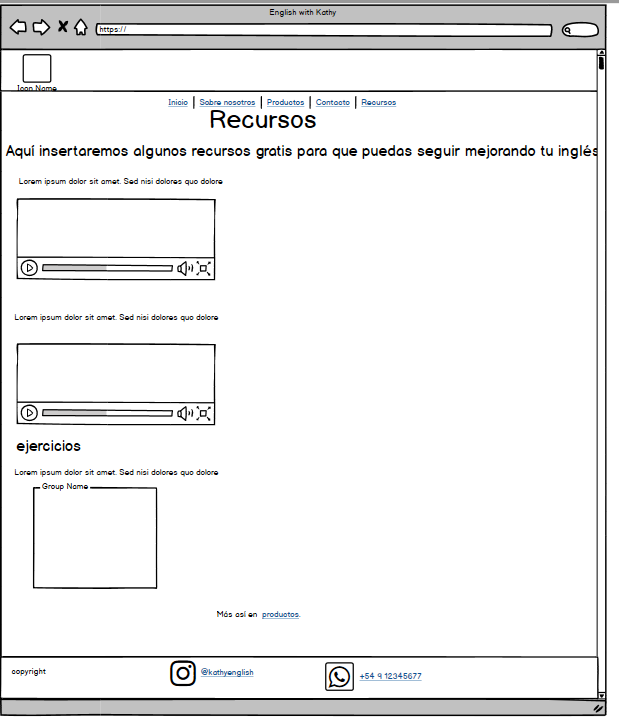 English with Kathy
https://
Icon Name
Inicio | Sobre nosotros | Productos | Contacto | Recursos
Recursos
Aquí insertaremos algunos recursos gratis para que puedas seguir mejorando tu inglés
Lorem ipsum dolor sit amet. Sed nisi dolores quo dolore
Lorem ipsum dolor sit amet. Sed nisi dolores quo dolore
ejercicios
Lorem ipsum dolor sit amet. Sed nisi dolores quo dolore
Group Name
Más así en productos.
copyright @kathyenglish +54 9 12345677